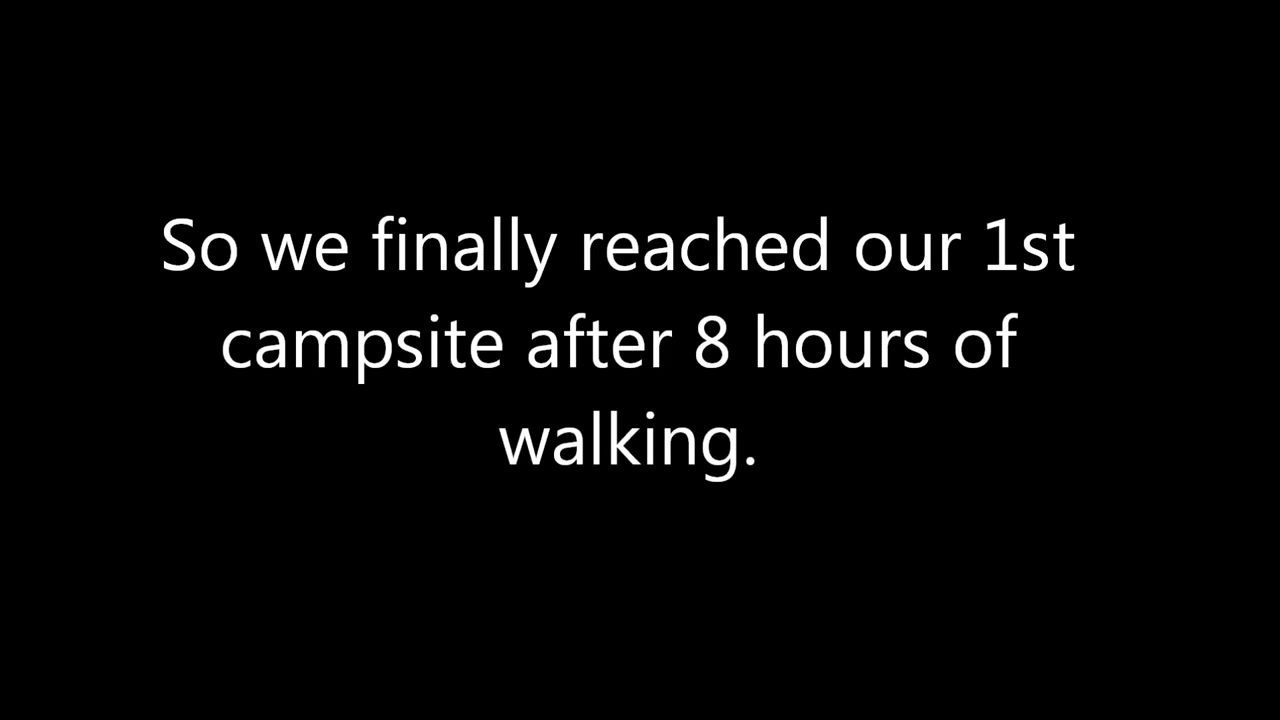 So we finally reached our 1st
campsite after 8 hours of
walking.